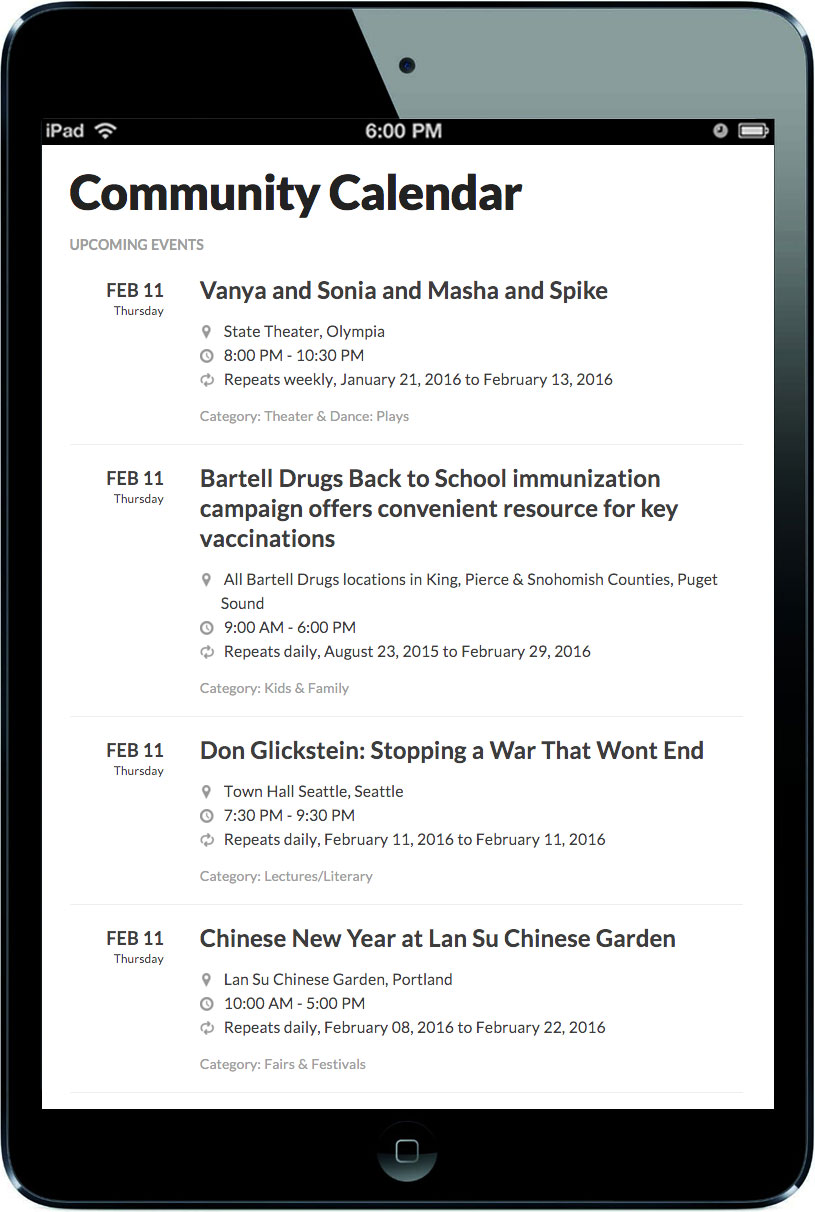 iPad 6:00 PM
Community Calendar
UPCOMING EVENTS
FEB 11
Thursday
Vanya and Sonia and Masha and Spike
State Theater, Olympia
8:00 PM - 10:30 PM
Repeats weekly, January 21, 2016 to February 13, 2016
Category: Theater & Dance: Plays
FEB 11
Thursday
Bartell Drugs Back to School immunization
campaign offers convenient resource for key
vaccinations
All Bartell Drugs locations in King, Pierce & Snohomish Counties, Puget
Sound
9:00 AM - 6:00 PM
Repeats daily, August 23, 2015 to February 29, 2016
Category: Kids & Family
FEB 11
Thursday
Don Glickstein: Stopping a War That Wont End
Town Hall Seattle, Seattle
7:30 PM - 9:30 PM
Repeats daily, February 11, 2016 to February 11, 2016
Category: Lectures/Literary
FEB 11
Thursday
Chinese New Year at Lan Su Chinese Garden
Lan Su Chinese Garden, Portland
10:00 AM - 5:00 PM
Repeats daily, February 08, 2016 to February 22, 2016
Category: Fairs & Festivals